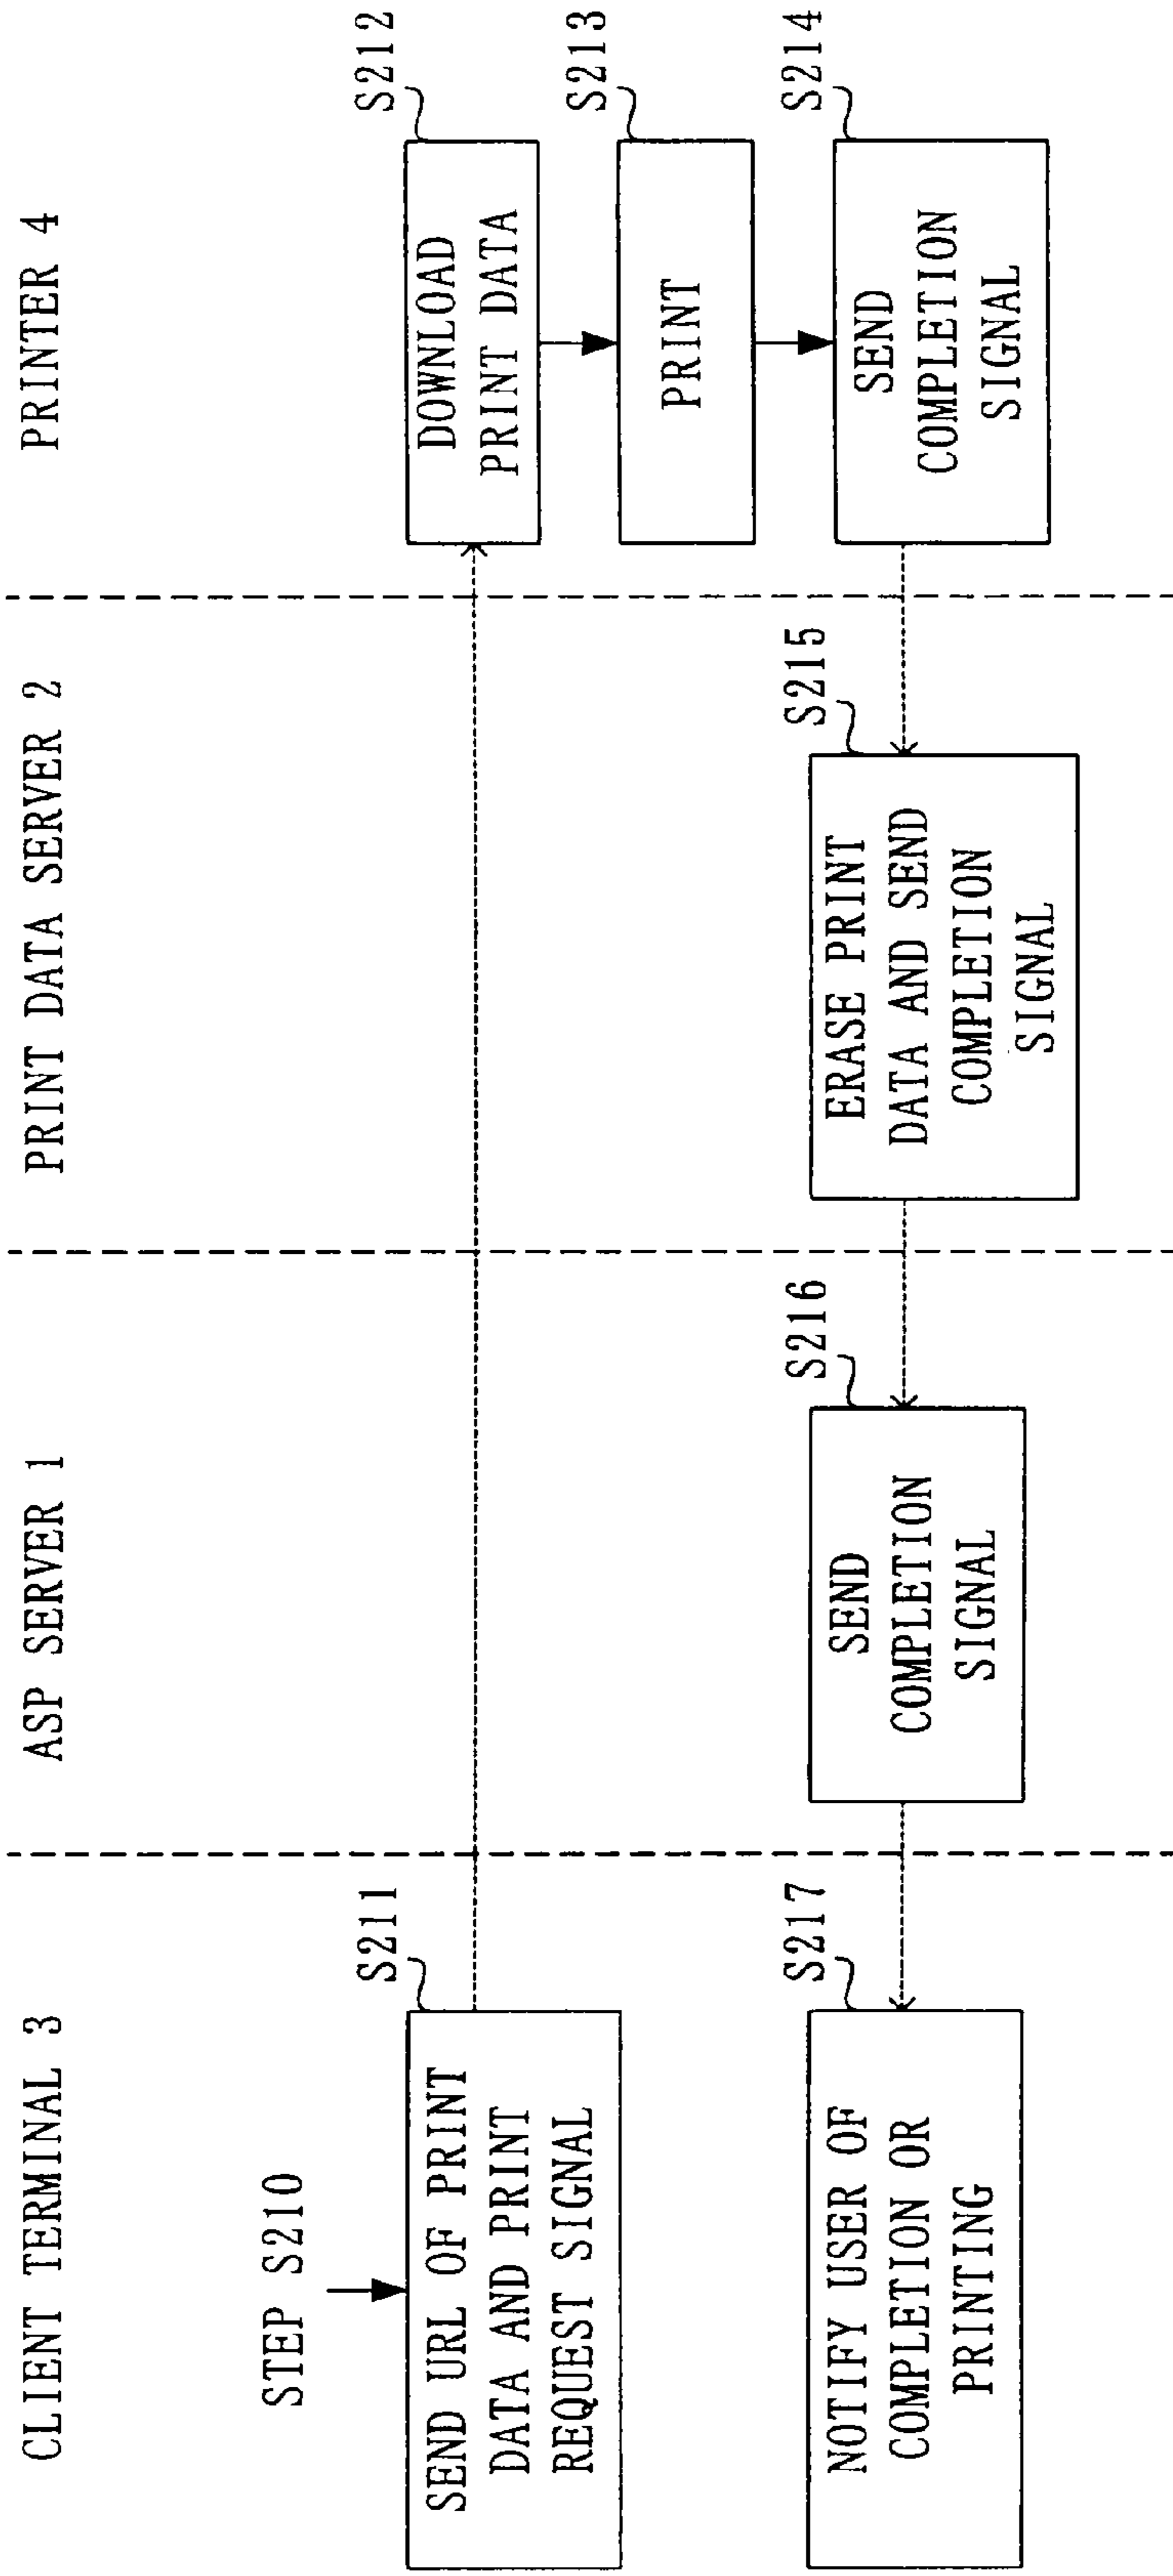 CLIENT TERMINAL 3
ASP SERVER 1
PRINT DATA SERVER 2
PRINTER 4
STEP S210
S211
SEND URL OF PRINT
DATA AND PRINT
REQUEST SIGNAL
S212
DOWNLOAD
PRINT DATA
S213
PRINT
S214
SEND
COMPLETION
SIGNAL
S215
ERASE PRINT
DATA AND SEND
COMPLETION
SIGNAL
S216
SEND
COMPLETION
SIGNAL
S217
NOTIFY USER OF
COMPLETION OR
PRINTING